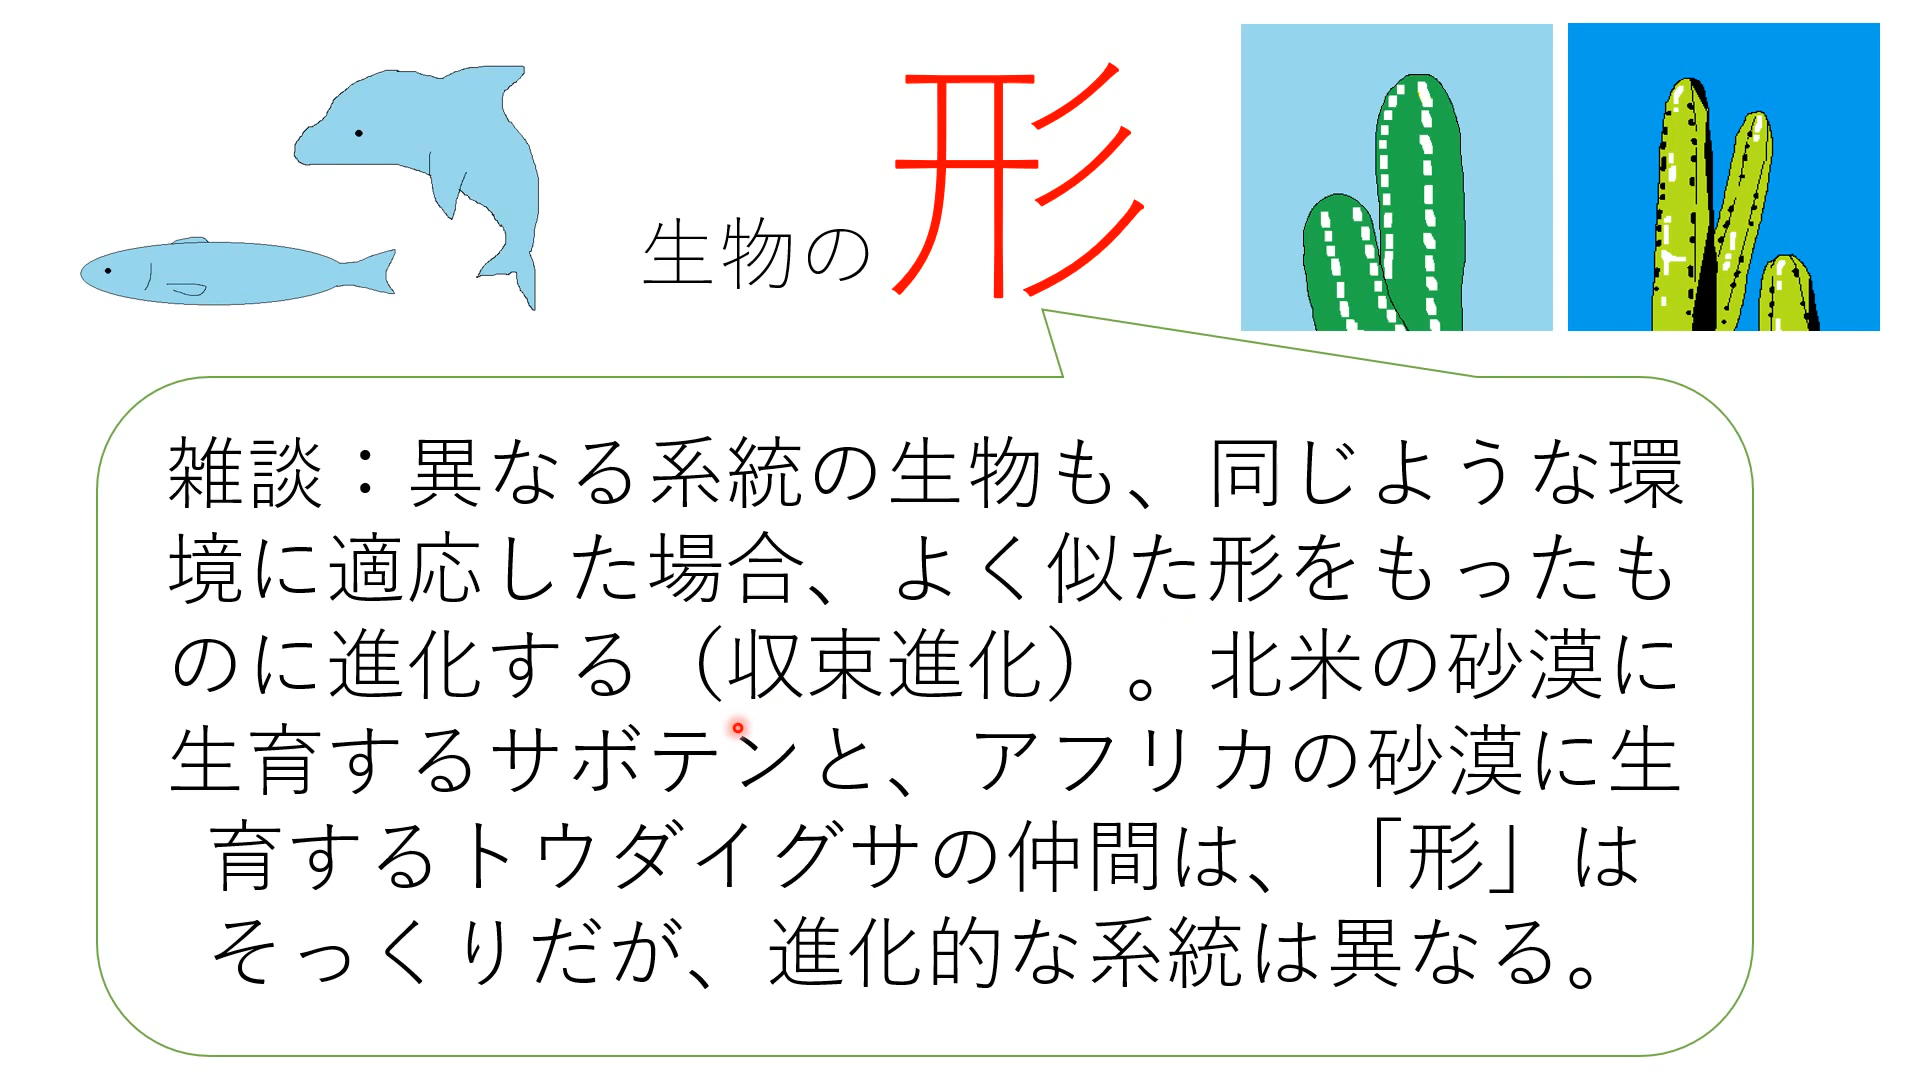 生物の形
雑談：異なる系統の生物も、同じような環
境に適応した場合、よく似た形をもったも
のに進化する（収束進化）。北米の砂漠に
生育するサボテンと、アフリカの砂漠に生
育するトウダイグサの仲間は、「形」は
そっくりだが、進化的な系統は異なる。